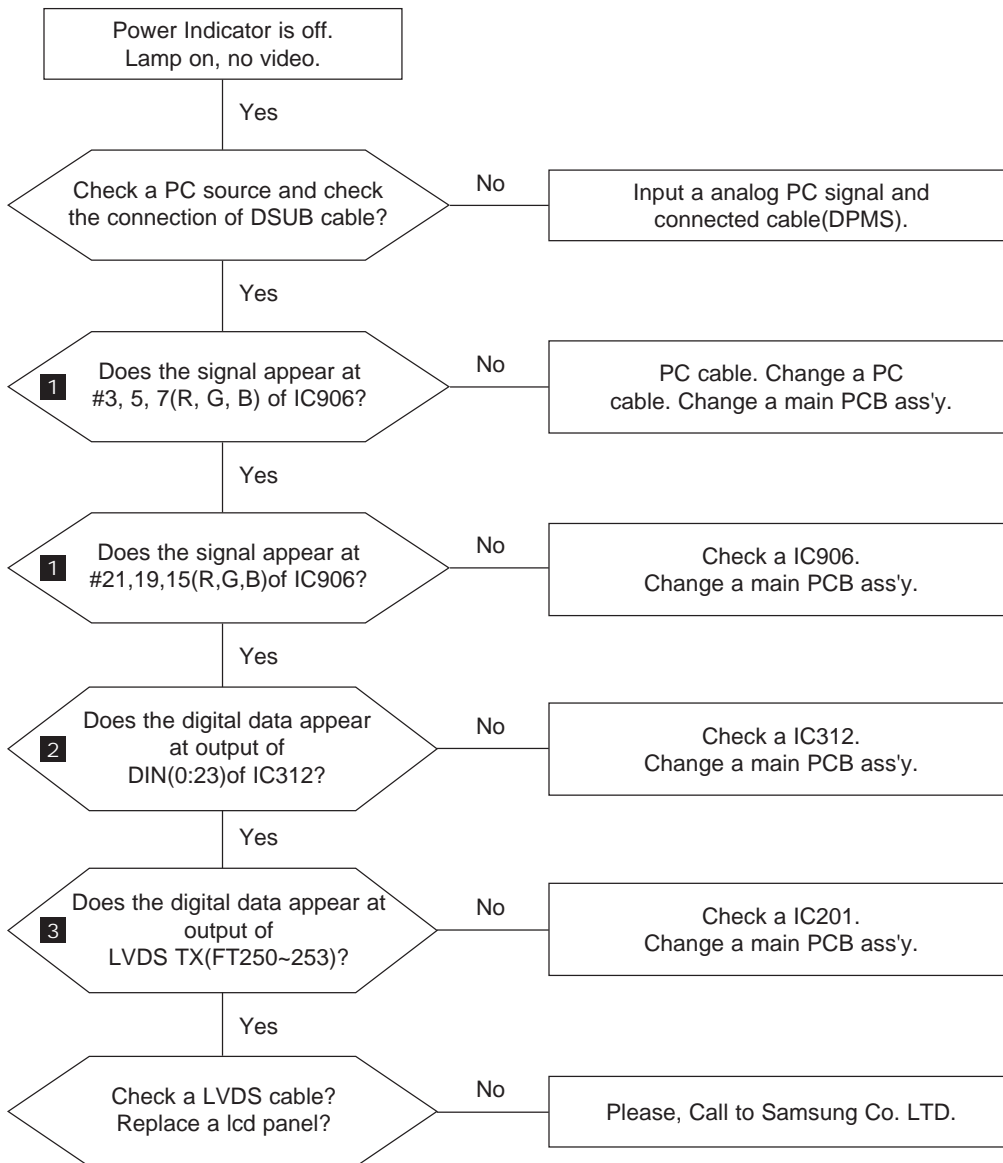 Power Indicator is off.
Lamp on, no video.
Yes
Check a PC source and check
the connection of DSUB cable?
No
Input a analog PC signal and
connected cable(DPMS).
Yes
1
Does the signal appear at
#3, 5, 7(R, G, B) of IC906?
No
PC cable. Change a PC
cable. Change a main PCB ass'y.
Yes
1
Does the signal appear at
#21,19,15(R,G,B)of IC906?
No
Check a IC906.
Change a main PCB ass'y.
Yes
2
Does the digital data appear
at output of
DIN(0:23)of IC312?
No
Check a IC312.
Change a main PCB ass'y.
Yes
3
Does the digital data appear at
output of
LVDS TX(FT250~253)?
No
Check a IC201.
Change a main PCB ass'y.
Yes
Check a LVDS cable?
Replace a lcd panel?
No
Please, Call to Samsung Co. LTD.